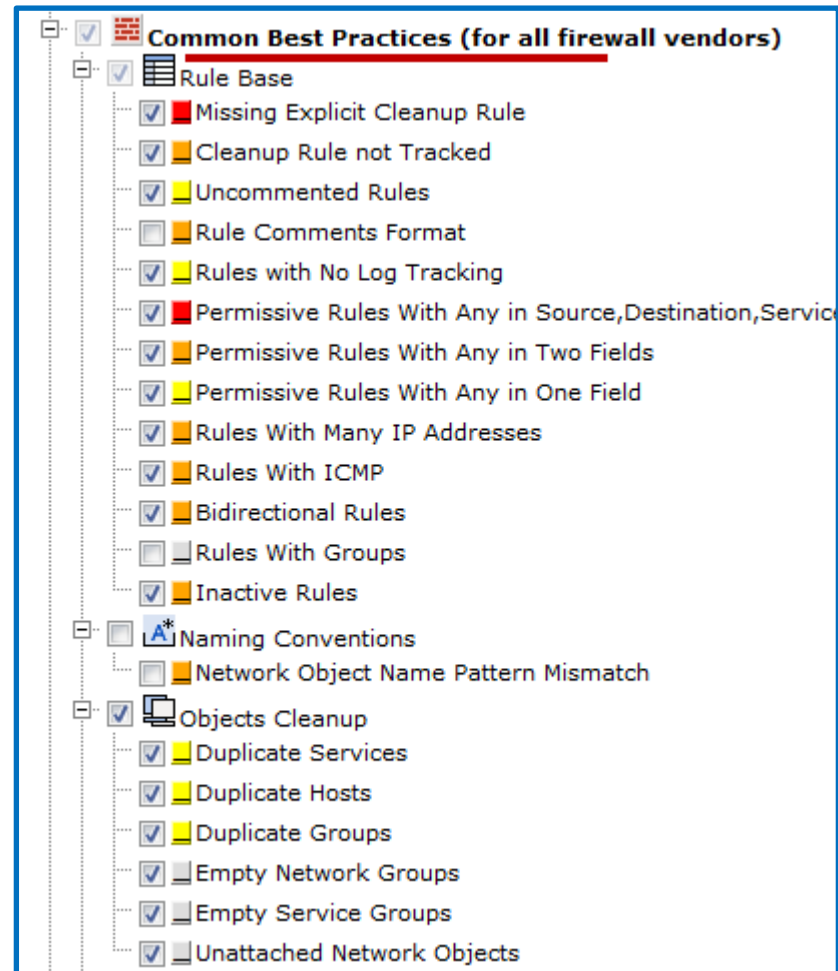 Common Best Practices (for all firewall vendors)
Rule Base
Missing Explicit Cleanup Rule
Cleanup Rule not Tracked
Uncommented Rules
Rule Comments Format
Rules with No Log Tracking
Permissive Rules With Any in Source,Destination,Service
Permissive Rules With Any in Two Fields
Permissive Rules With Any in One Field
Rules With Many IP Addresses
Rules With ICMP
Bidirectional Rules
Rules With Groups
Inactive Rules
A* Naming Conventions
Network Object Name Pattern Mismatch
Objects Cleanup
Duplicate Services
Duplicate Hosts
Duplicate Groups
Empty Network Groups
Empty Service Groups
Unattached Network Objects